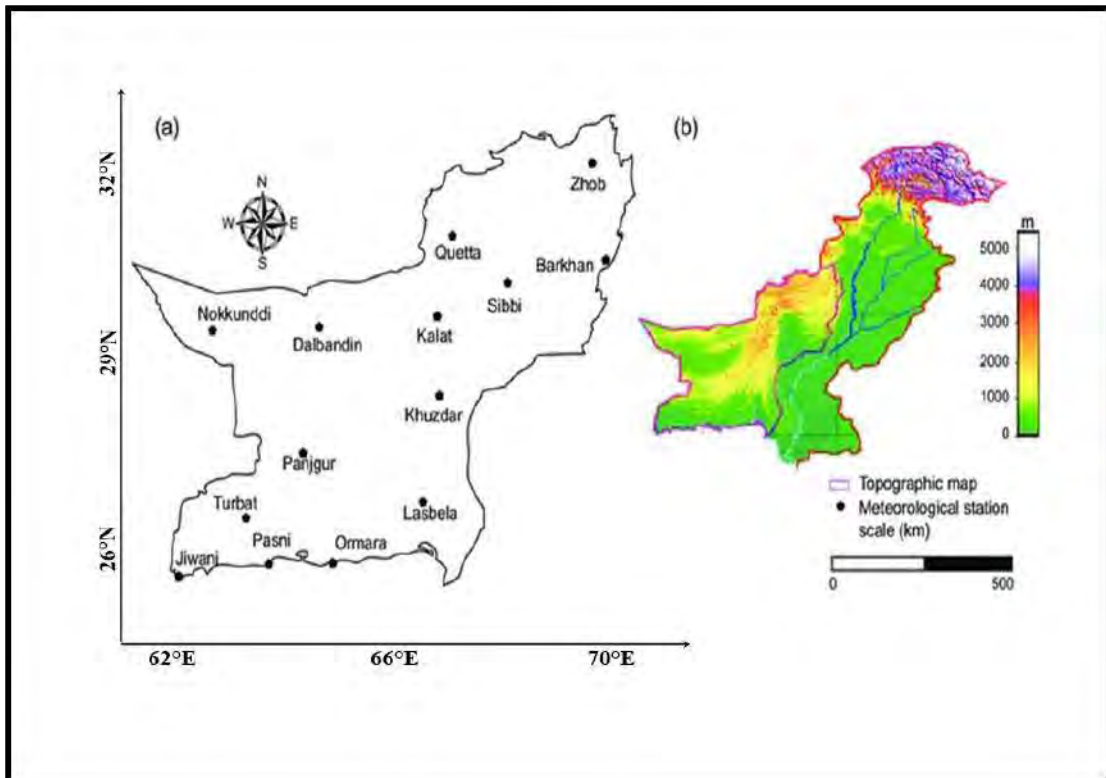 (a)
(b)
32°N
29°N
26°N
N
W
E
S
Zhob
Quetta
Barkhan
Sibbi
Nokkunddi
Dalbandin
Kalat
Khuzdar
Panjgur
Turbat
Lasbela
Pasni
Ormara
Jiwani
62°E
66°E
70°E
m
5000
4000
3000
2000
1000
0
Topographic map
Meteorological station
scale (km)
0
500